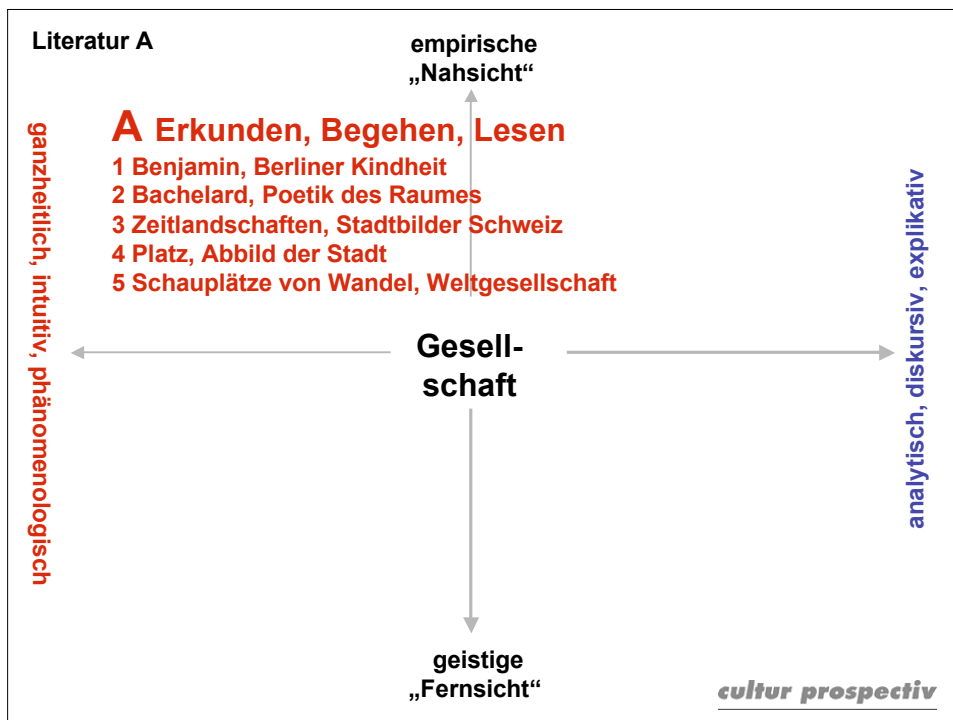 Literatur A
empirische
„Nahsicht“
A Erkunden, Begehen, Lesen
1 Benjamin, Berliner Kindheit
2 Bachelard, Poetik des Raumes
3 Zeitlandschaften, Stadtbilder Schweiz
4 Platz, Abbild der Stadt
5 Schauplätze von Wandel, Weltgesellschaft
ganzheitlich, intuitiv, phänomenologisch
Gesell-
schaft
analytisch, diskursiv, explikativ
geistige
„Fernsicht“
cultur prospectiv